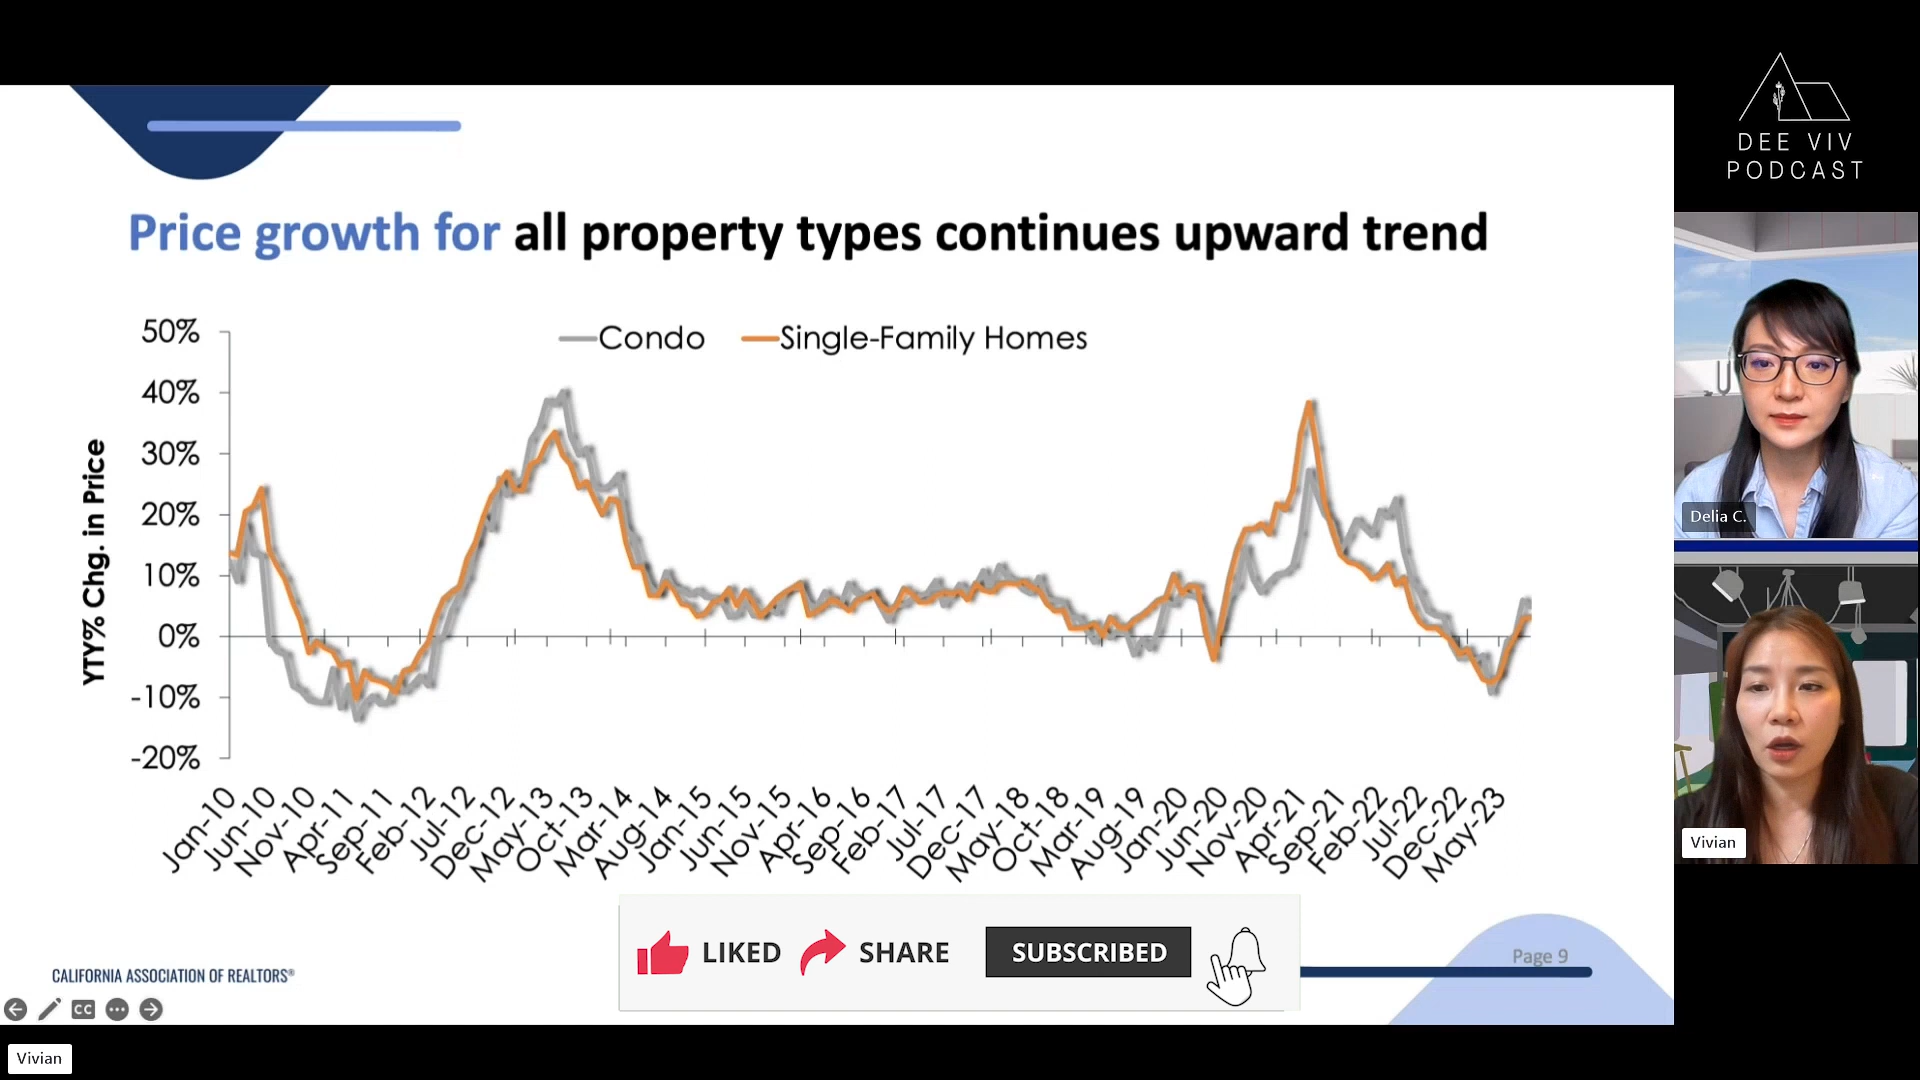 DEE VIV
PODCAST
Price growth for all property types continues upward trend
Condo
Single-Family Homes
YTY% Chg. in Price
50%
40%
30%
20%
10%
0%
-10%
-20%
Jan-10
Jun-10
Nov-10
Apr-11
Sep-11
Feb-12
Jul-12
Dec-12
May-13
Oct-13
Mar-14
Aug-14
Jan-15
Jun-15
Nov-15
Apr-16
Sep-16
Feb-17
Jul-17
Dec-17
May-18
Oct-18
Mar-19
Aug-19
Jan-20
Jun-20
Nov-20
Apr-21
Sep-21
Feb-22
Jul-22
Dec-22
May-23
Delia C.
Vivian
LIKED
SHARE
SUBSCRIBED
Page 9
CALIFORNIA ASSOCIATION OF REALTORS®
CC
Vivian